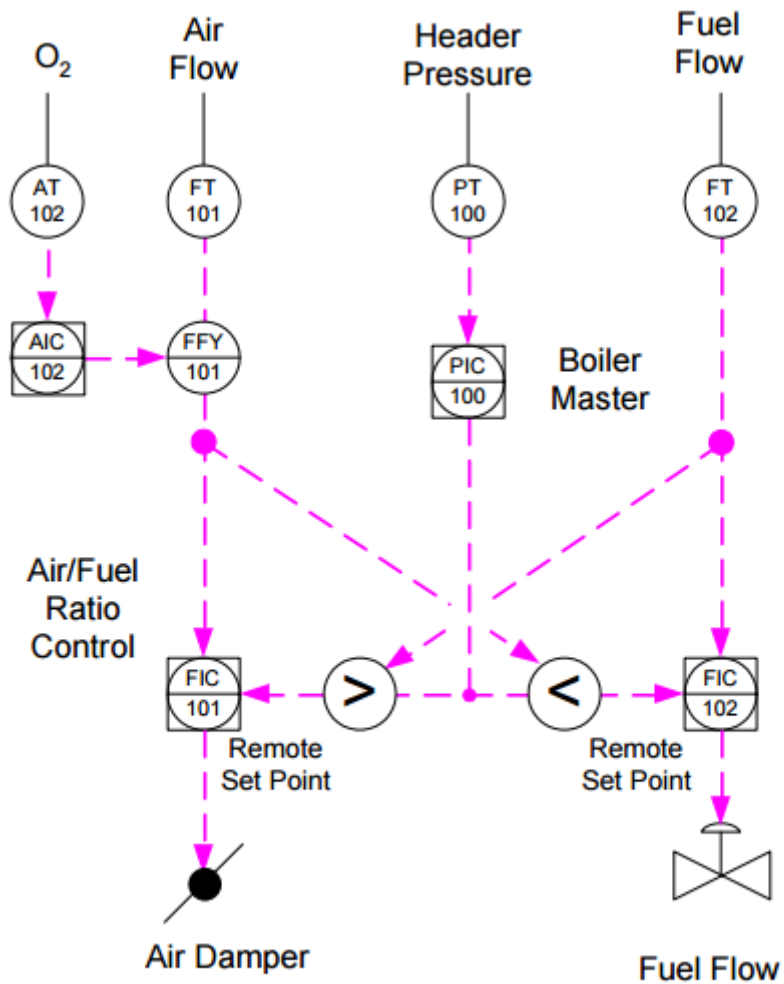 O₂
Air
Flow
Header
Pressure
Fuel
Flow
AT
102
FT
101
PT
100
FT
102
AIC
102
FFY
101
PIC
100
Boiler
Master
Air/Fuel
Ratio
Control
FIC
101
>
<
FIC
102
Remote
Set Point
Remote
Set Point
Air Damper
Fuel Flow